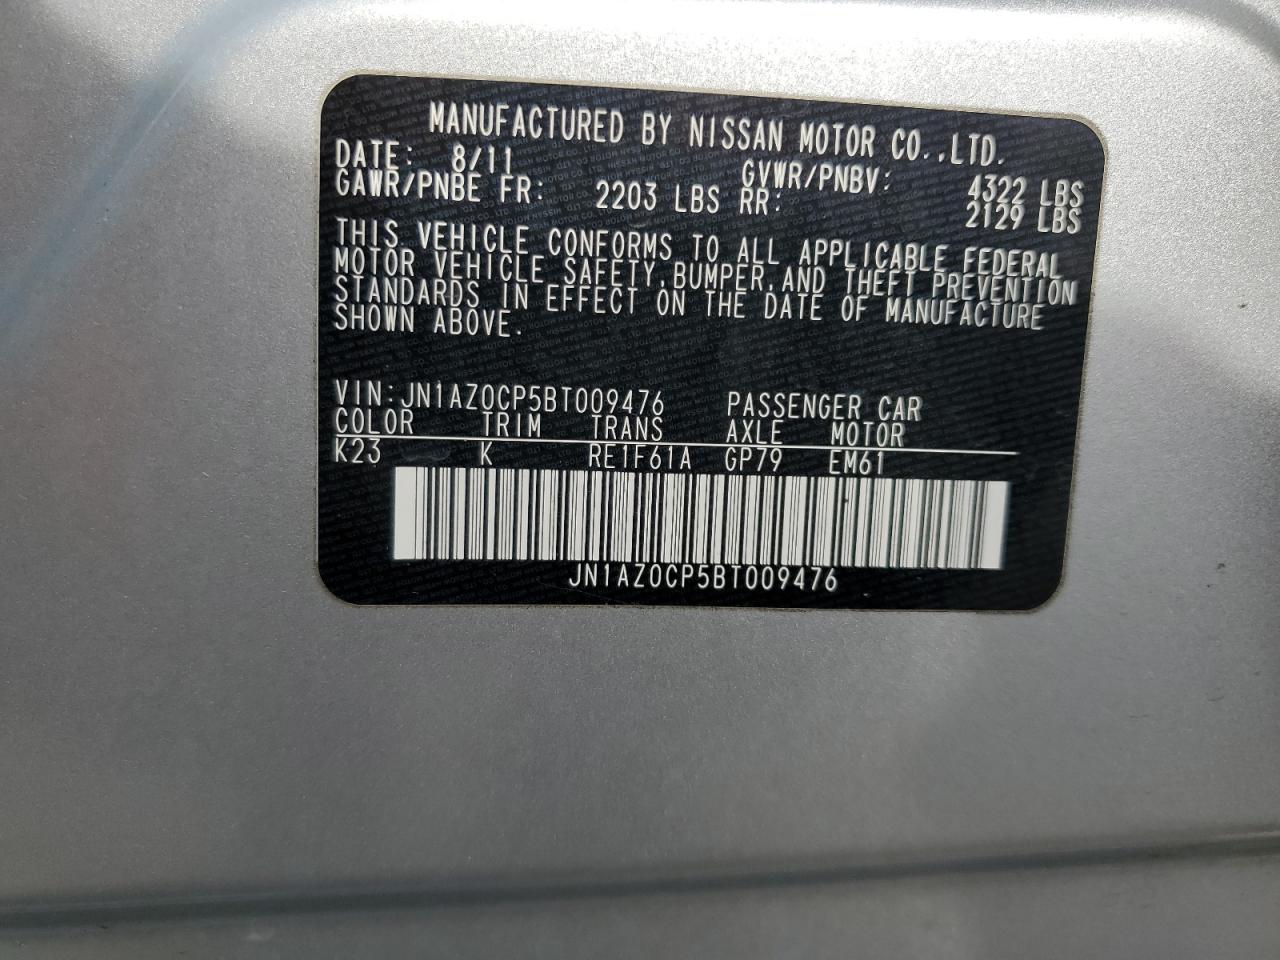 MANUFACTURED BY NISSAN MOTOR CO.,LTD.
DATE: 8/11 GVWR/PNBV: 4322 LBS
GAWR/PNBE FR: 2203 LBS RR: 2129 LBS
THIS VEHICLE CONFORMS TO ALL APPLICABLE FEDERAL
MOTOR VEHICLE SAFETY,BUMPER,AND THEFT PREVENTION
STANDARDS IN EFFECT ON THE DATE OF MANUFACTURE
SHOWN ABOVE.
VIN:JN1AZ0CP5BT009476 PASSENGER CAR
COLOR TRIM TRANS AXLE MOTOR
K23 K RE1F61A GP79 EM61
JN1AZ0CP5BT009476